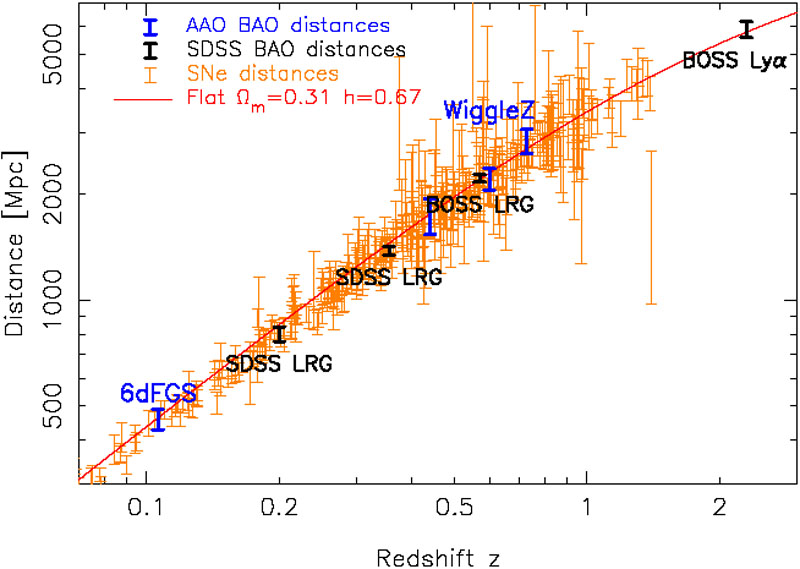 AAO BAO distances
SDSS BAO distances
SNe distances
Flat Ωm=0.31 h=0.67
BOSS Lyα
WiggleZ
BOSS LRG
SDSS LRG
SDSS LRG
6dFGS
5000
2000
1000
500
Distance [Mpc]
0.1 0.2 0.5 1 2
Redshift z